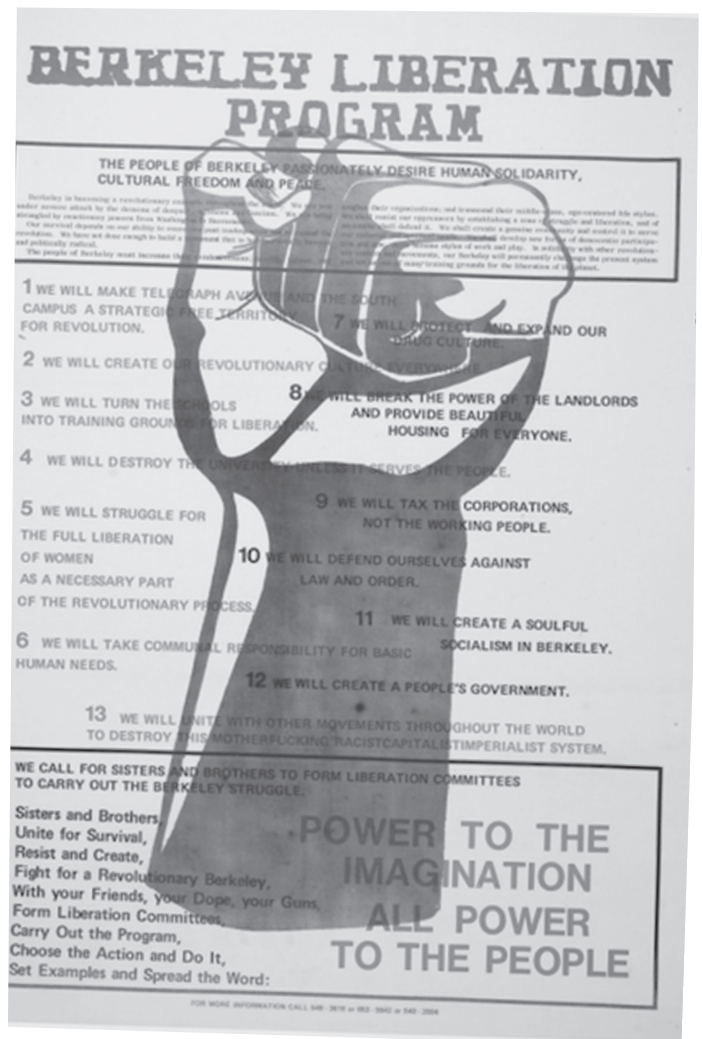 BERKELEY LIBERATION
PROGRAM
THE PEOPLE OF BERKELEY PASSIONATELY DESIRE HUMAN SOLIDARITY,
CULTURAL FREEDOM AND PEACE.
1 WE WILL MAKE TELEGRAPH AVENUE AND THE SOUTH
CAMPUS A STRATEGIC FREE TERRITORY
FOR REVOLUTION.
2 WE WILL CREATE OUR REVOLUTIONARY CULTURE EVERYWHERE.
3 WE WILL TURN THE SCHOOLS
INTO TRAINING GROUNDS FOR LIBERATION.
4 WE WILL DESTROY THE UNIVERSITY UNLESS IT SERVES THE PEOPLE.
5 WE WILL STRUGGLE FOR
THE FULL LIBERATION
OF WOMEN
AS A NECESSARY PART
OF THE REVOLUTIONARY PROCESS.
6 WE WILL TAKE COMMUNAL RESPONSIBILITY FOR BASIC
HUMAN NEEDS.
7 WE WILL PROTECT AND EXPAND OUR
DRUG CULTURE.
8 WE WILL BREAK THE POWER OF THE LANDLORDS
AND PROVIDE BEAUTIFUL
HOUSING FOR EVERYONE.
9 WE WILL TAX THE CORPORATIONS,
NOT THE WORKING PEOPLE.
10 WE WILL DEFEND OURSELVES AGAINST
LAW AND ORDER.
11 WE WILL CREATE A SOULFUL
SOCIALISM IN BERKELEY.
12 WE WILL CREATE A PEOPLE'S GOVERNMENT.
13 WE WILL UNITE WITH OTHER MOVEMENTS THROUGHOUT THE WORLD
TO DESTROY THIS MOTHERFUCKING RACISTCAPITALISTIMPERIALIST SYSTEM.
WE CALL FOR SISTERS AND BROTHERS TO FORM LIBERATION COMMITTEES
TO CARRY OUT THE BERKELEY STRUGGLE.
Sisters and Brothers,
Unite for Survival,
Resist and Create,
Fight for a Revolutionary Berkeley,
With your Friends, your Dope, your Guns,
Form Liberation Committees,
Carry Out the Program,
Choose the Action and Do It,
Set Examples and Spread the Word:
POWER TO THE
IMAGINATION
ALL POWER
TO THE PEOPLE
FOR MORE INFORMATION CALL